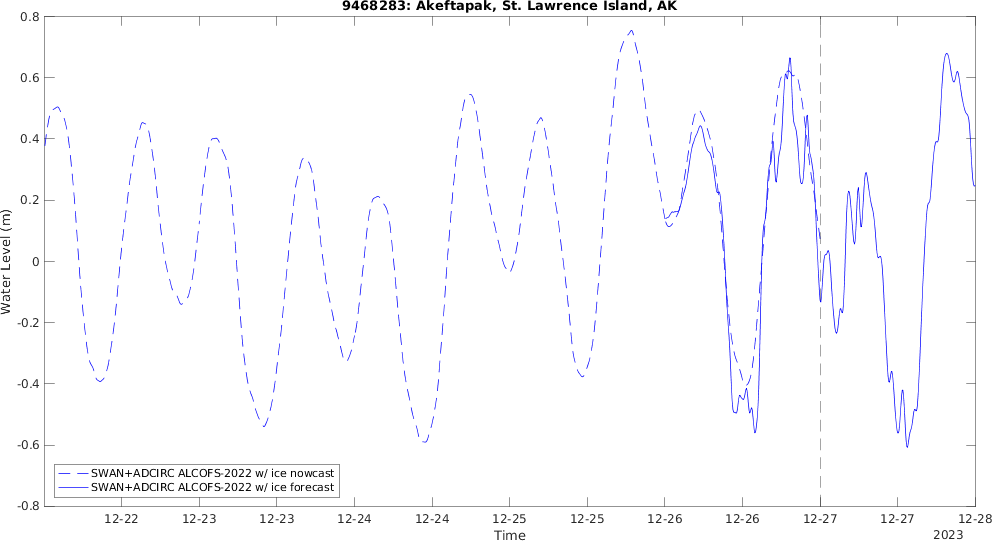 9468283: Akeftapak, St. Lawrence Island, AK
0.8
0.6
0.4
0.2
0
-0.2
-0.4
-0.6
-0.8
Water Level (m)
SWAN+ADCIRC ALCOFS-2022 w/ ice nowcast
SWAN+ADCIRC ALCOFS-2022 w/ ice forecast
12-22 12-23 12-23 12-24 12-24 12-25 12-25 12-26 12-26 12-27 12-27 12-28
Time
2023